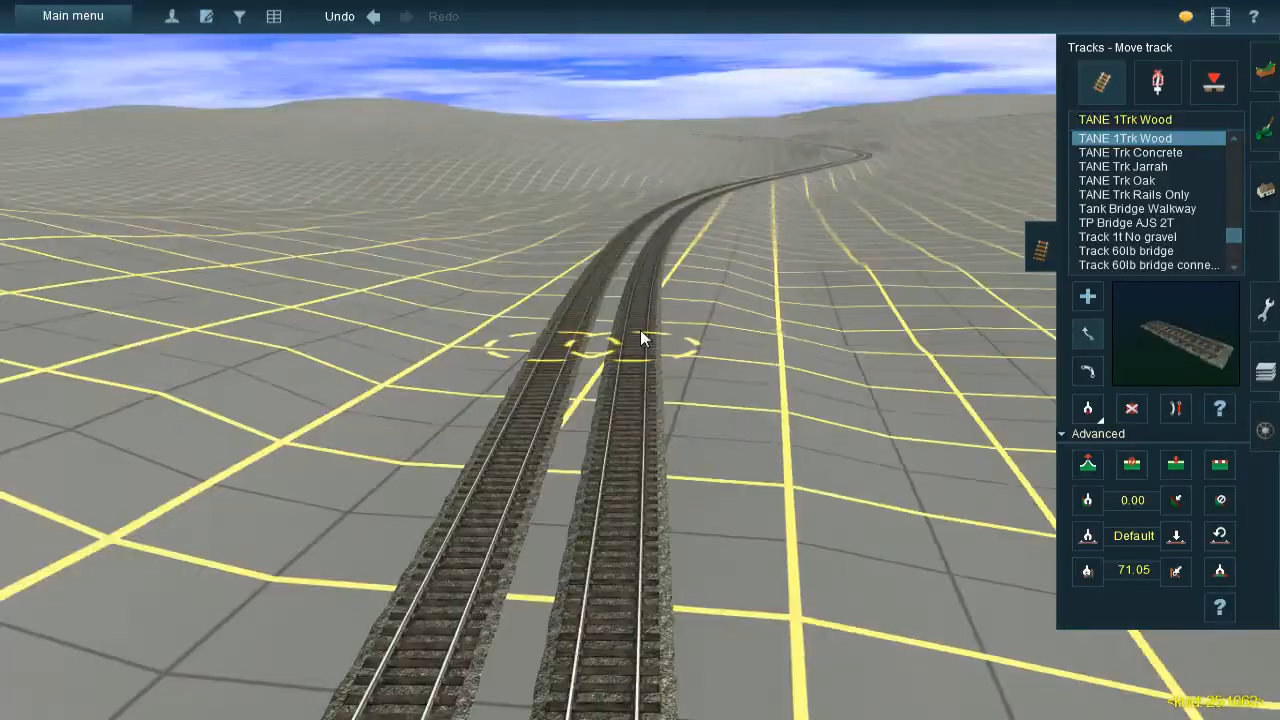 Main menu
Undo
Redo
?
Tracks - Move track
TANE 1Trk Wood
TANE 1Trk Wood
TANE Trk Concrete
TANE Trk Jarrah
TANE Trk Oak
TANE Trk Rails Only
Tank Bridge Walkway
TP Bridge AJS 2T
Track 1t No gravel
Track 60lb bridge
Track 60lb bridge conne...
?
Advanced
0.00
Default
71.05
?